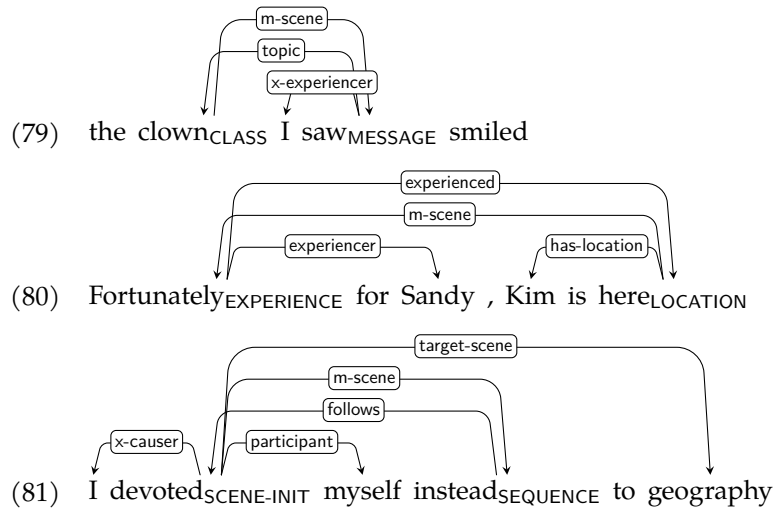 m-scene
topic
x-experiencer
(79) the clownCLASS I sawMESSAGE smiled
experienced
m-scene
experiencer has-location
(80) FortunatelyEXPERIENCE for Sandy , Kim is hereLOCATION
target-scene
m-scene
follows
x-causer participant
(81) I devotedSCENE-INIT myself insteadSEQUENCE to geography